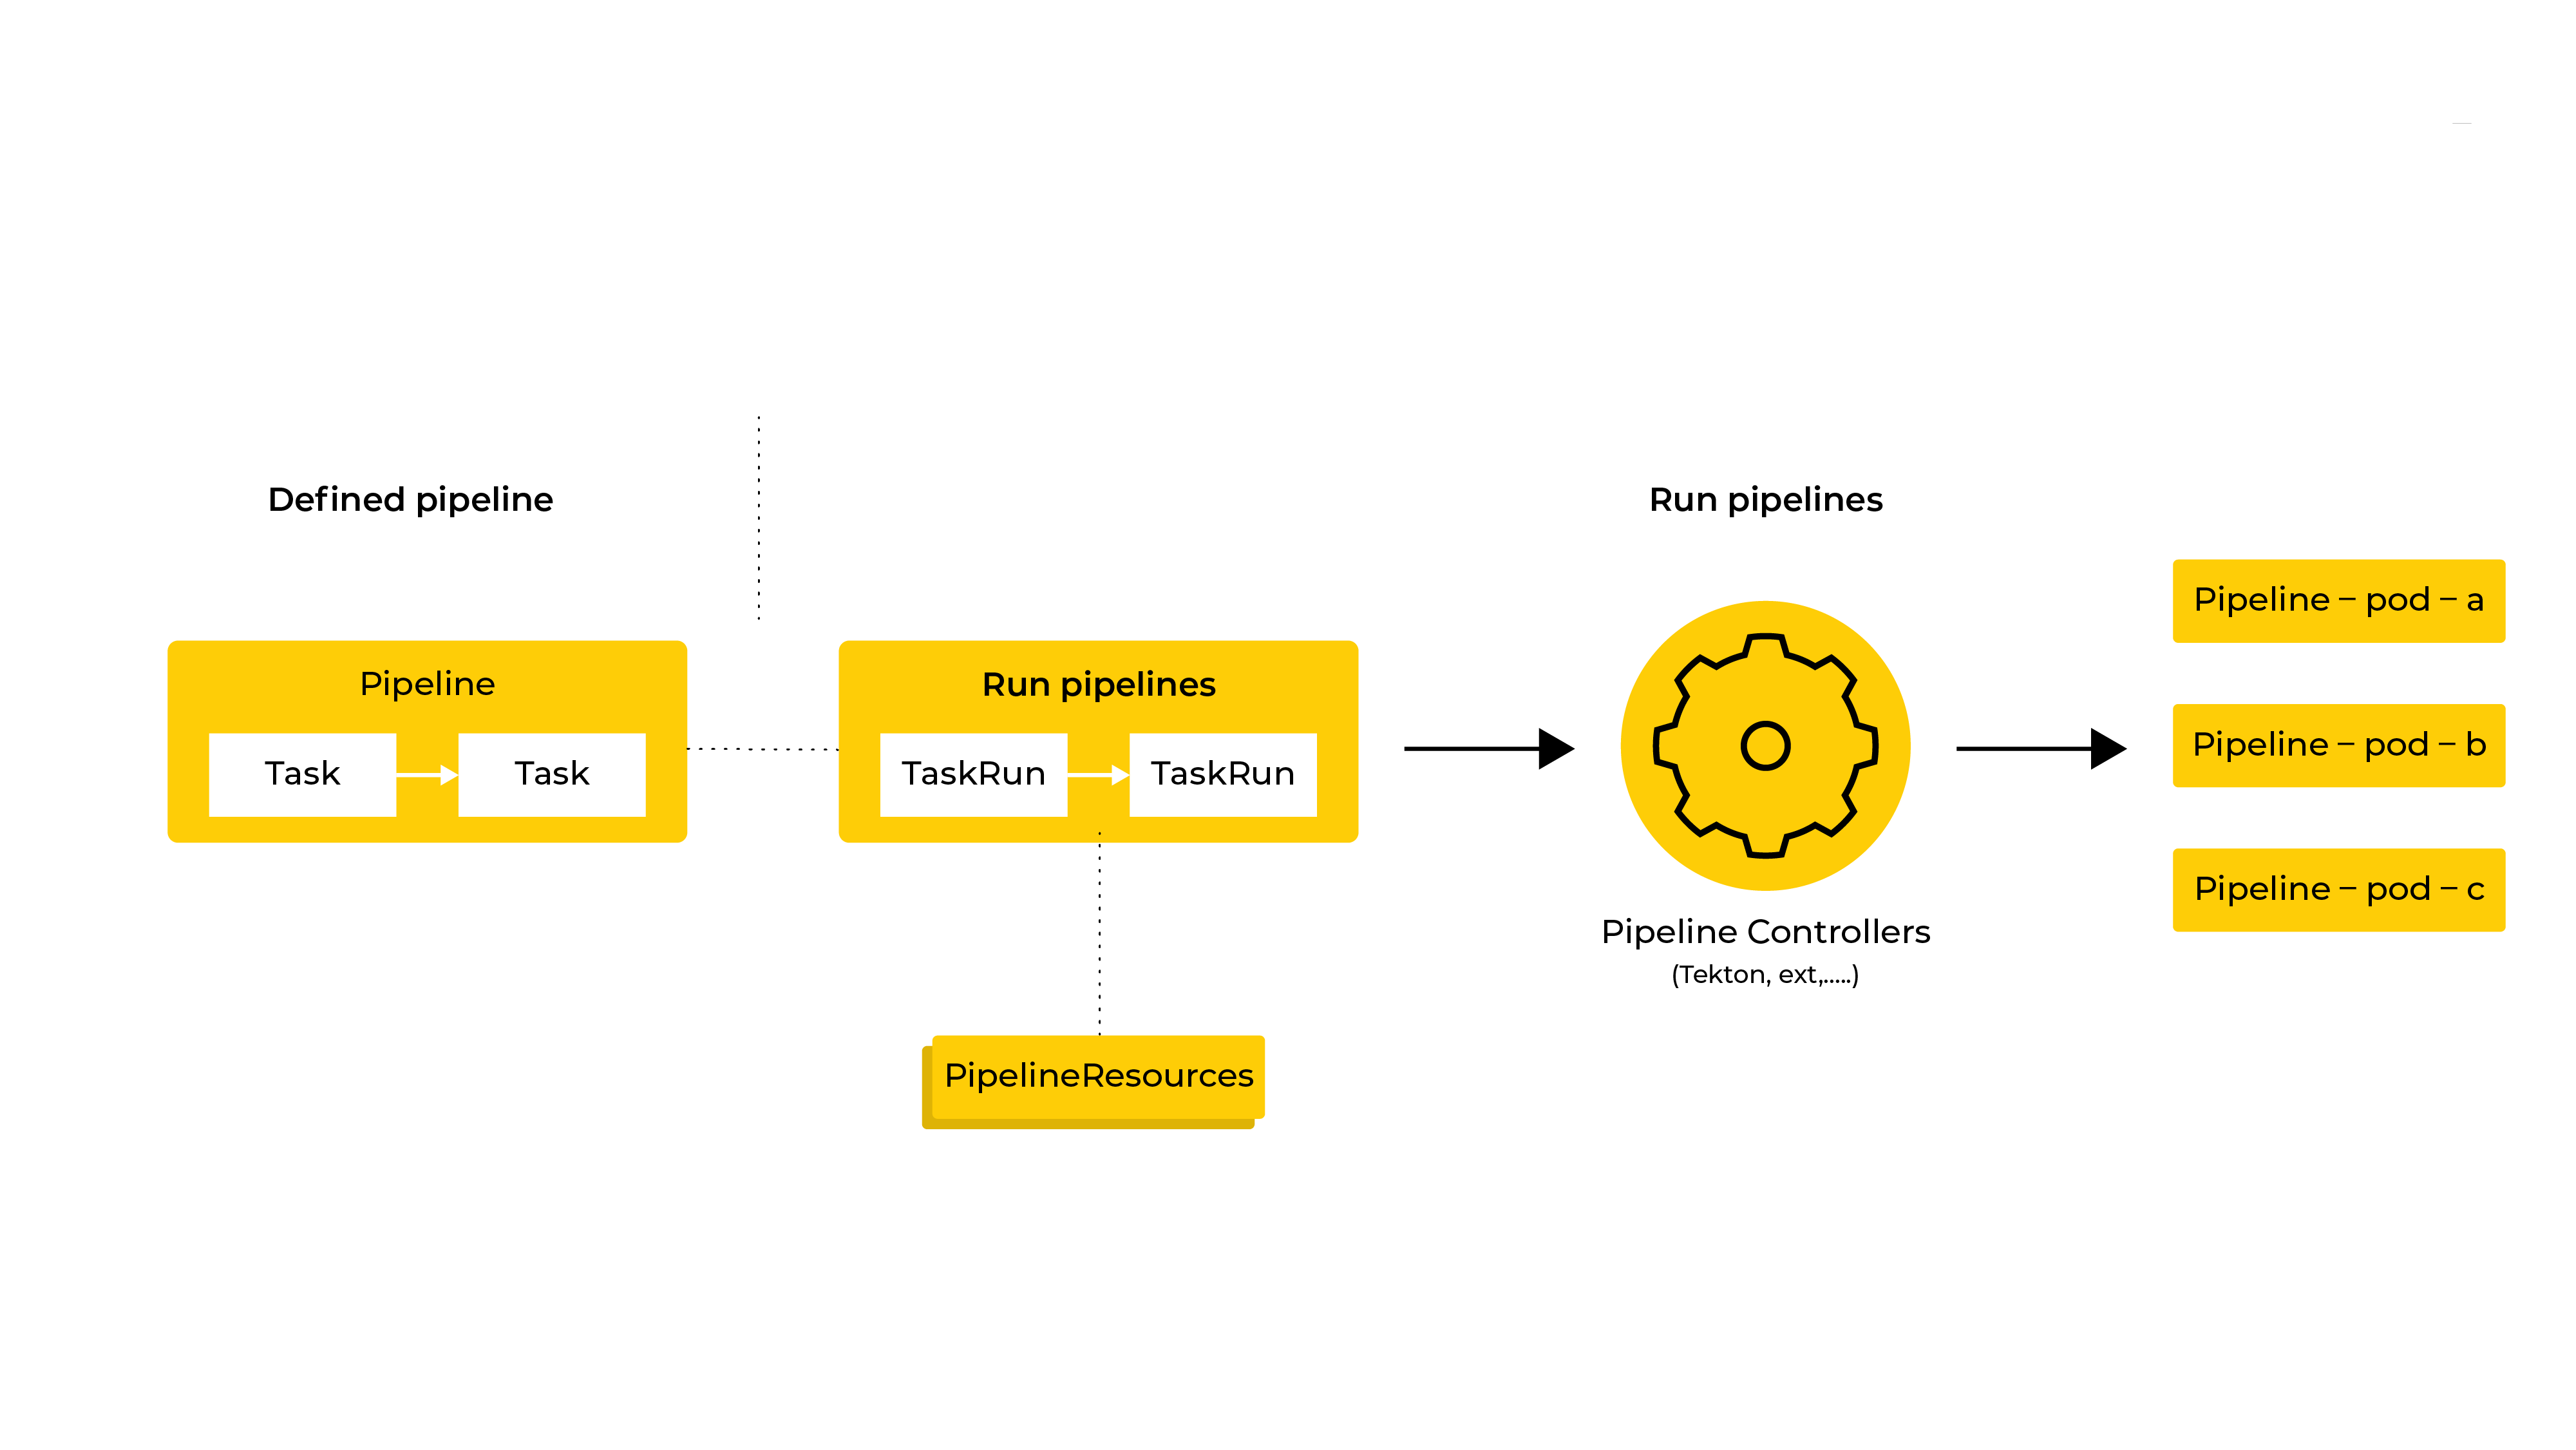 Defined pipeline
Run pipelines
Pipeline
Task
Task
Run pipelines
TaskRun
TaskRun
PipelineResources
Pipeline Controllers
(Tekton, ext,.....)
Pipeline – pod – a
Pipeline – pod – b
Pipeline – pod – c